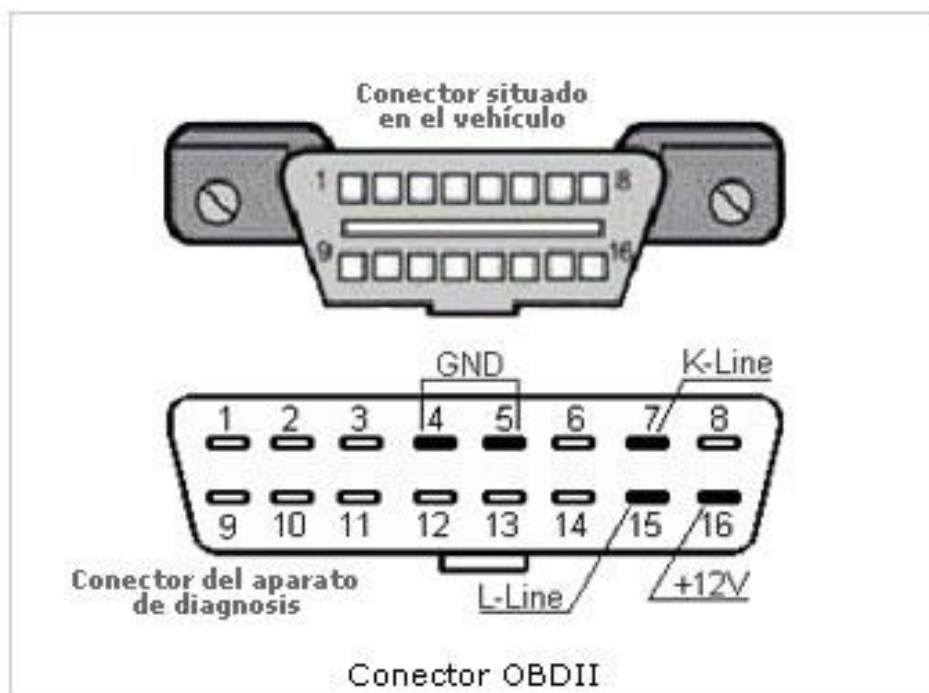 Conector situado
en el vehículo
1 8
9 16
GND K-Line
1 2 3 4 5 6 7 8
9 10 11 12 13 14 15 16
Conector del aparato
de diagnosis
L-Line +12V
Conector OBDII